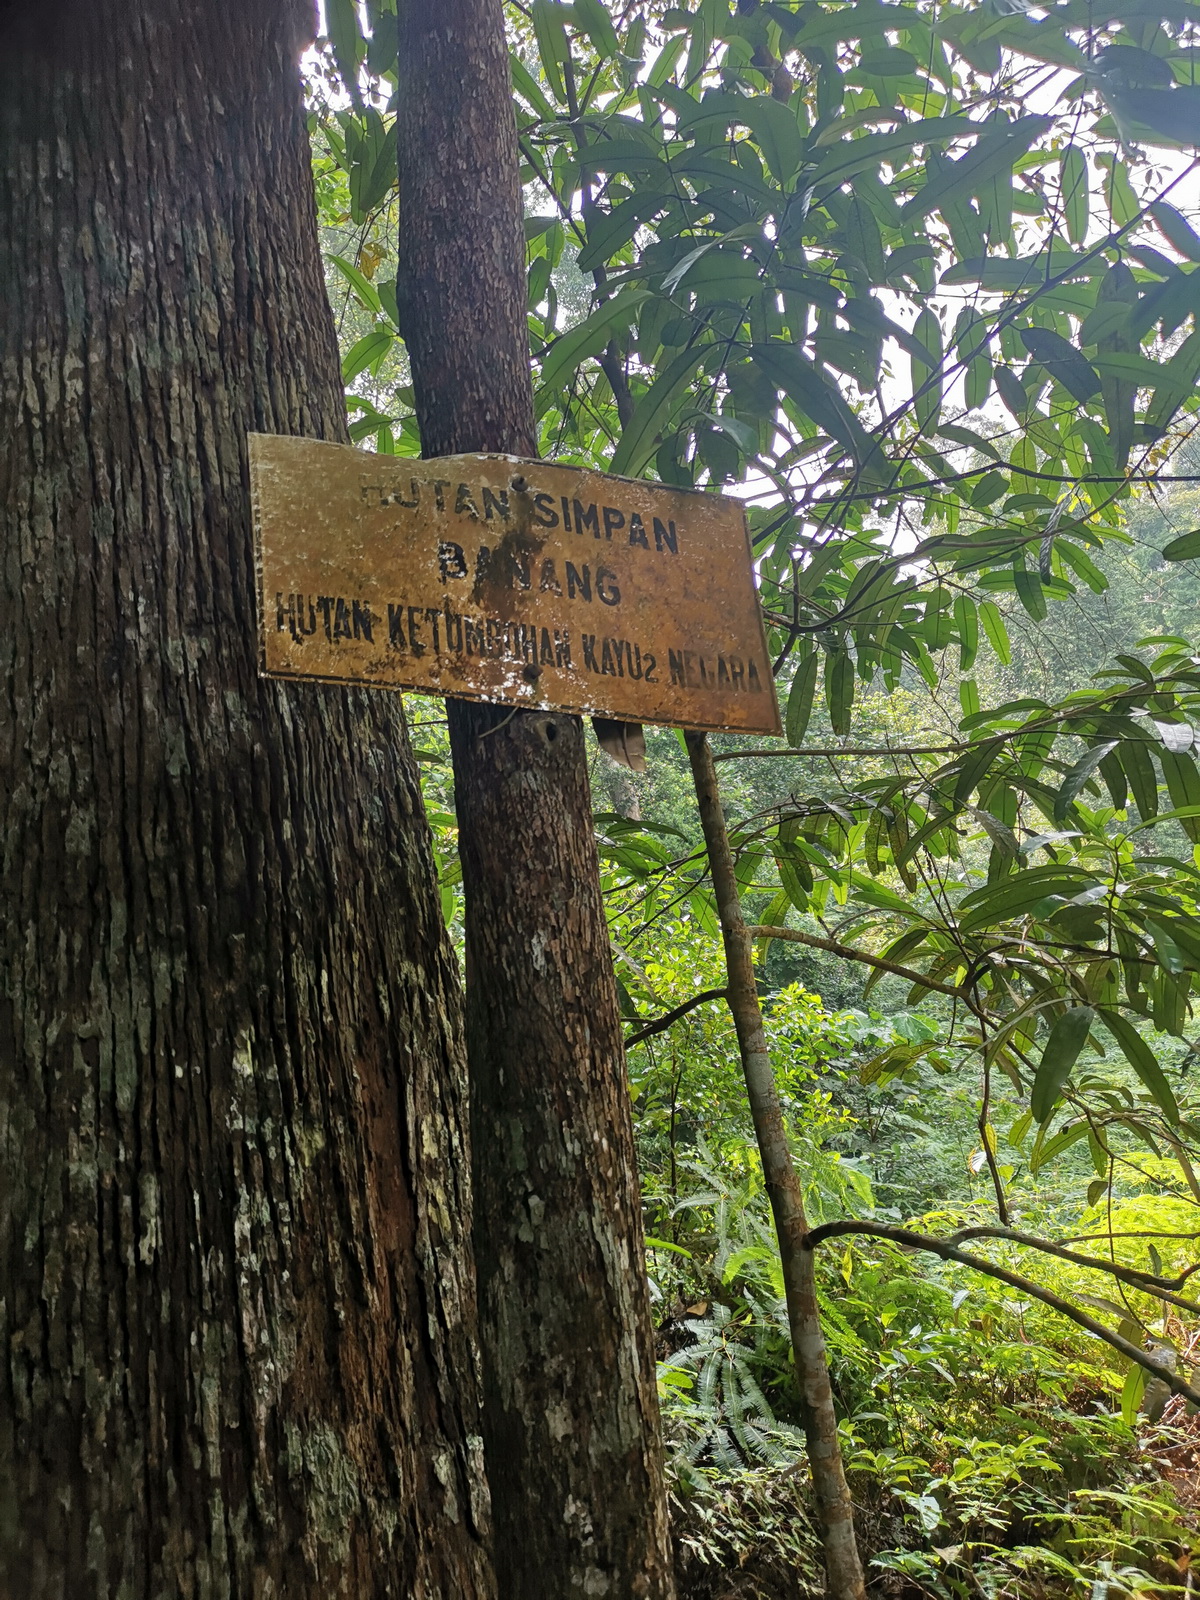 HUTAN SIMPAN
BANANG
HUTAN KETUMBOHAN KAYU2 NEGARA